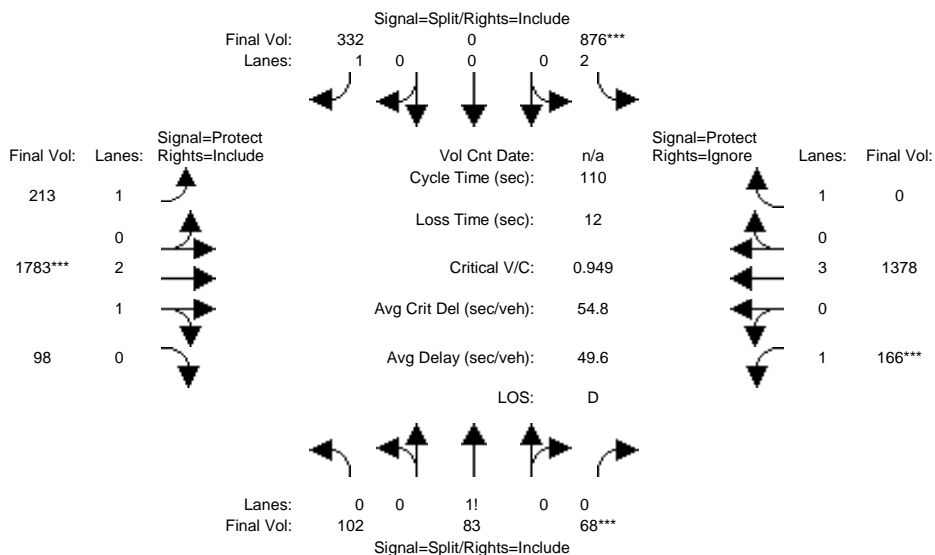 Signal=Split/Rights=Include
Final Vol: 332 0 876***
Lanes: 1 0 0 0 2
Signal=Protect Signal=Protect
Final Vol: Lanes: Rights=Include Vol Cnt Date: n/a Rights=Ignore Lanes: Final Vol:
Cycle Time (sec): 110
213 1 1 0
Loss Time (sec): 12
0 0
1783*** 2 Critical V/C: 0.949 3 1378
1 Avg Crit Del (sec/veh): 54.8 0
98 0 Avg Delay (sec/veh): 49.6 1 166***
LOS: D
Lanes: 0 0 1! 0 0
Final Vol: 102 83 68***
Signal=Split/Rights=Include